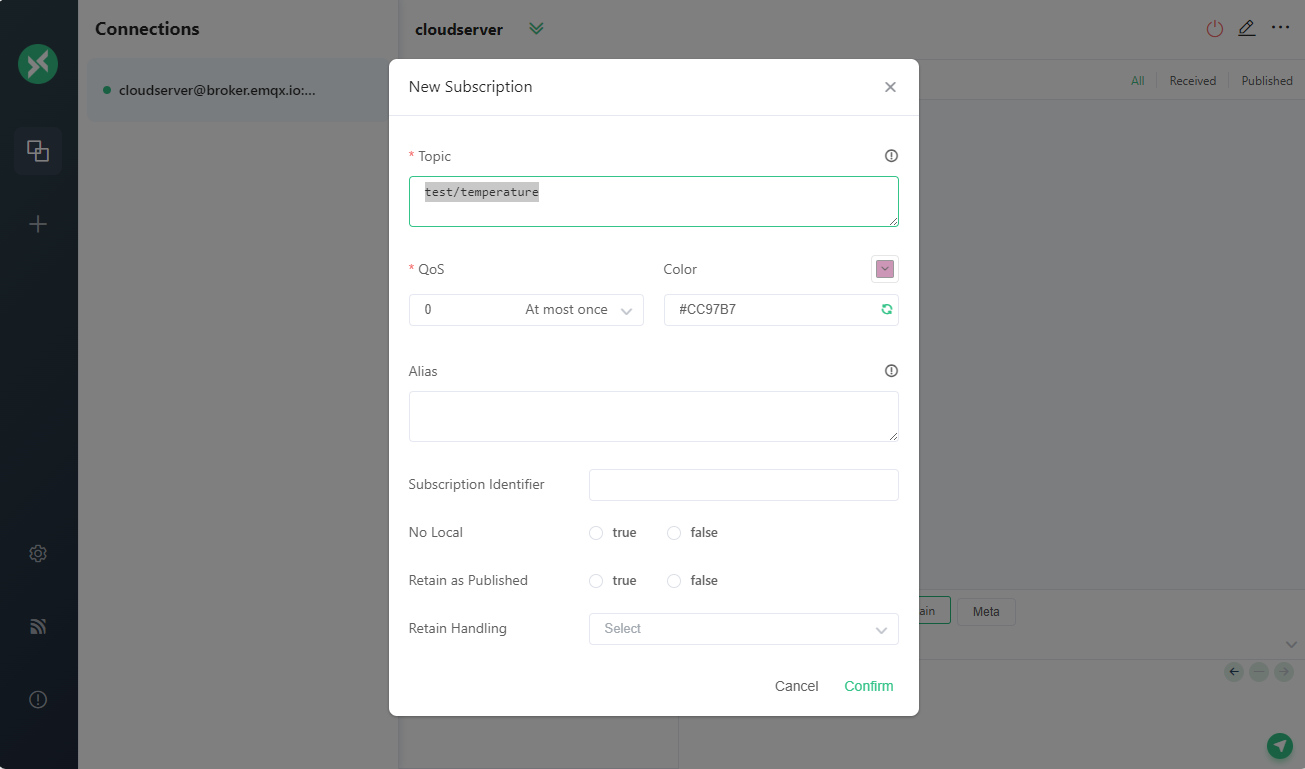 Connections
cloudserver
cloudserver@broker.emqx.io:...
All
Received
Published
New Subscription
* Topic
test/temperature
* QoS
Color
0 At most once
#CC97B7
Alias
Subscription Identifier
No Local
true
false
Retain as Published
true
false
Retain Handling
Select
Meta
Cancel
Confirm